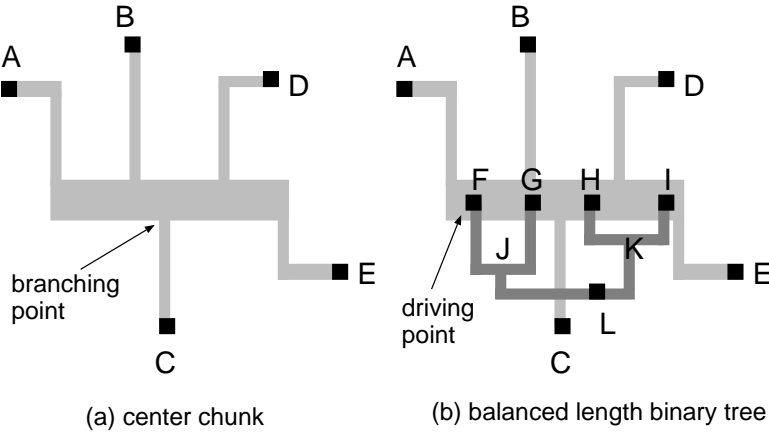 A
B
D
branching
point
E
C
(a) center chunk
A
B
D
F
G
H
I
J
K
driving
point
L
E
C
(b) balanced length binary tree